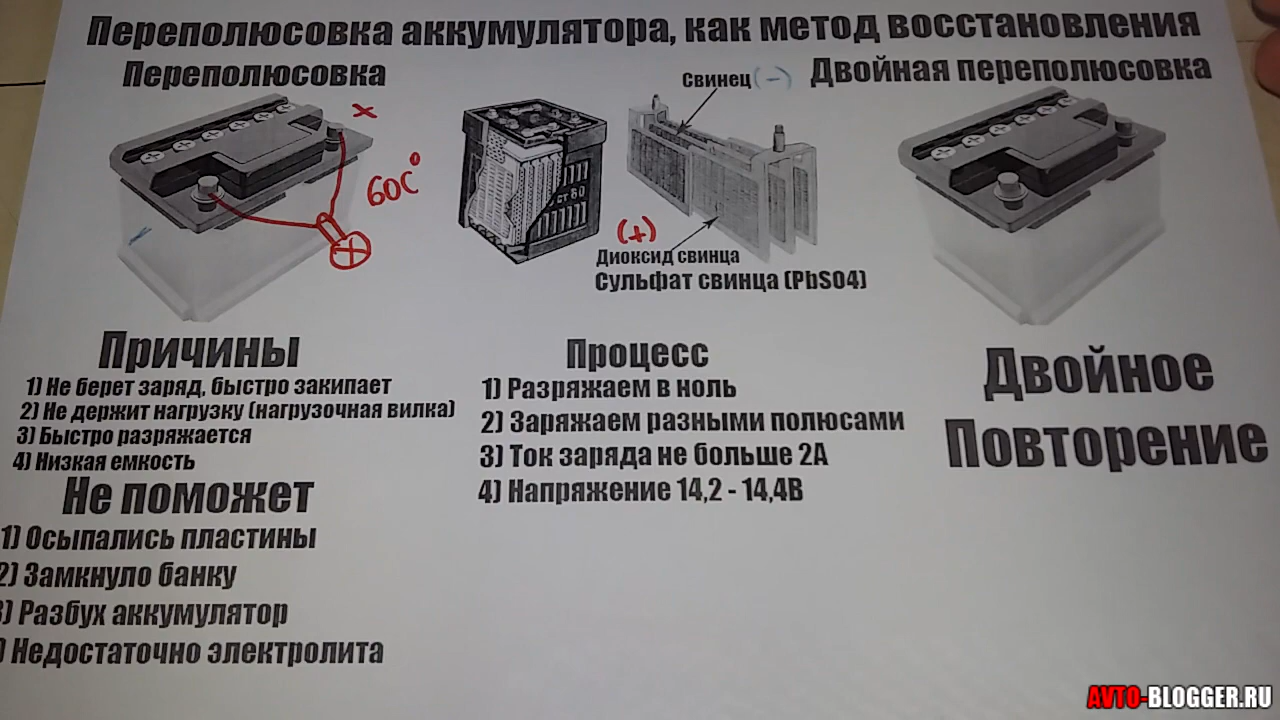 Переполюсовка аккумулятора, как метод восстановления
Переполюсовка
+
60С°
Свинец (-)
Двойная переполюсовка
ст 60
(+)
Диоксид свинца
Сульфат свинца (PbSO4)
Причины
1) Не берет заряд, быстро закипает
2) Не держит нагрузку (нагрузочная вилка)
3) Быстро разряжается
4) Низкая емкость
Не поможет
1) Осыпались пластины
2) Замкнуло банку
3) Разбух аккумулятор
) Недостаточно электролита
Процесс
1) Разряжаем в ноль
2) Заряжаем разными полюсами
3) Ток заряда не больше 2А
4) Напряжение 14,2 - 14,4В
Двойное
Повторение
AVTO-BLOGGER.RU